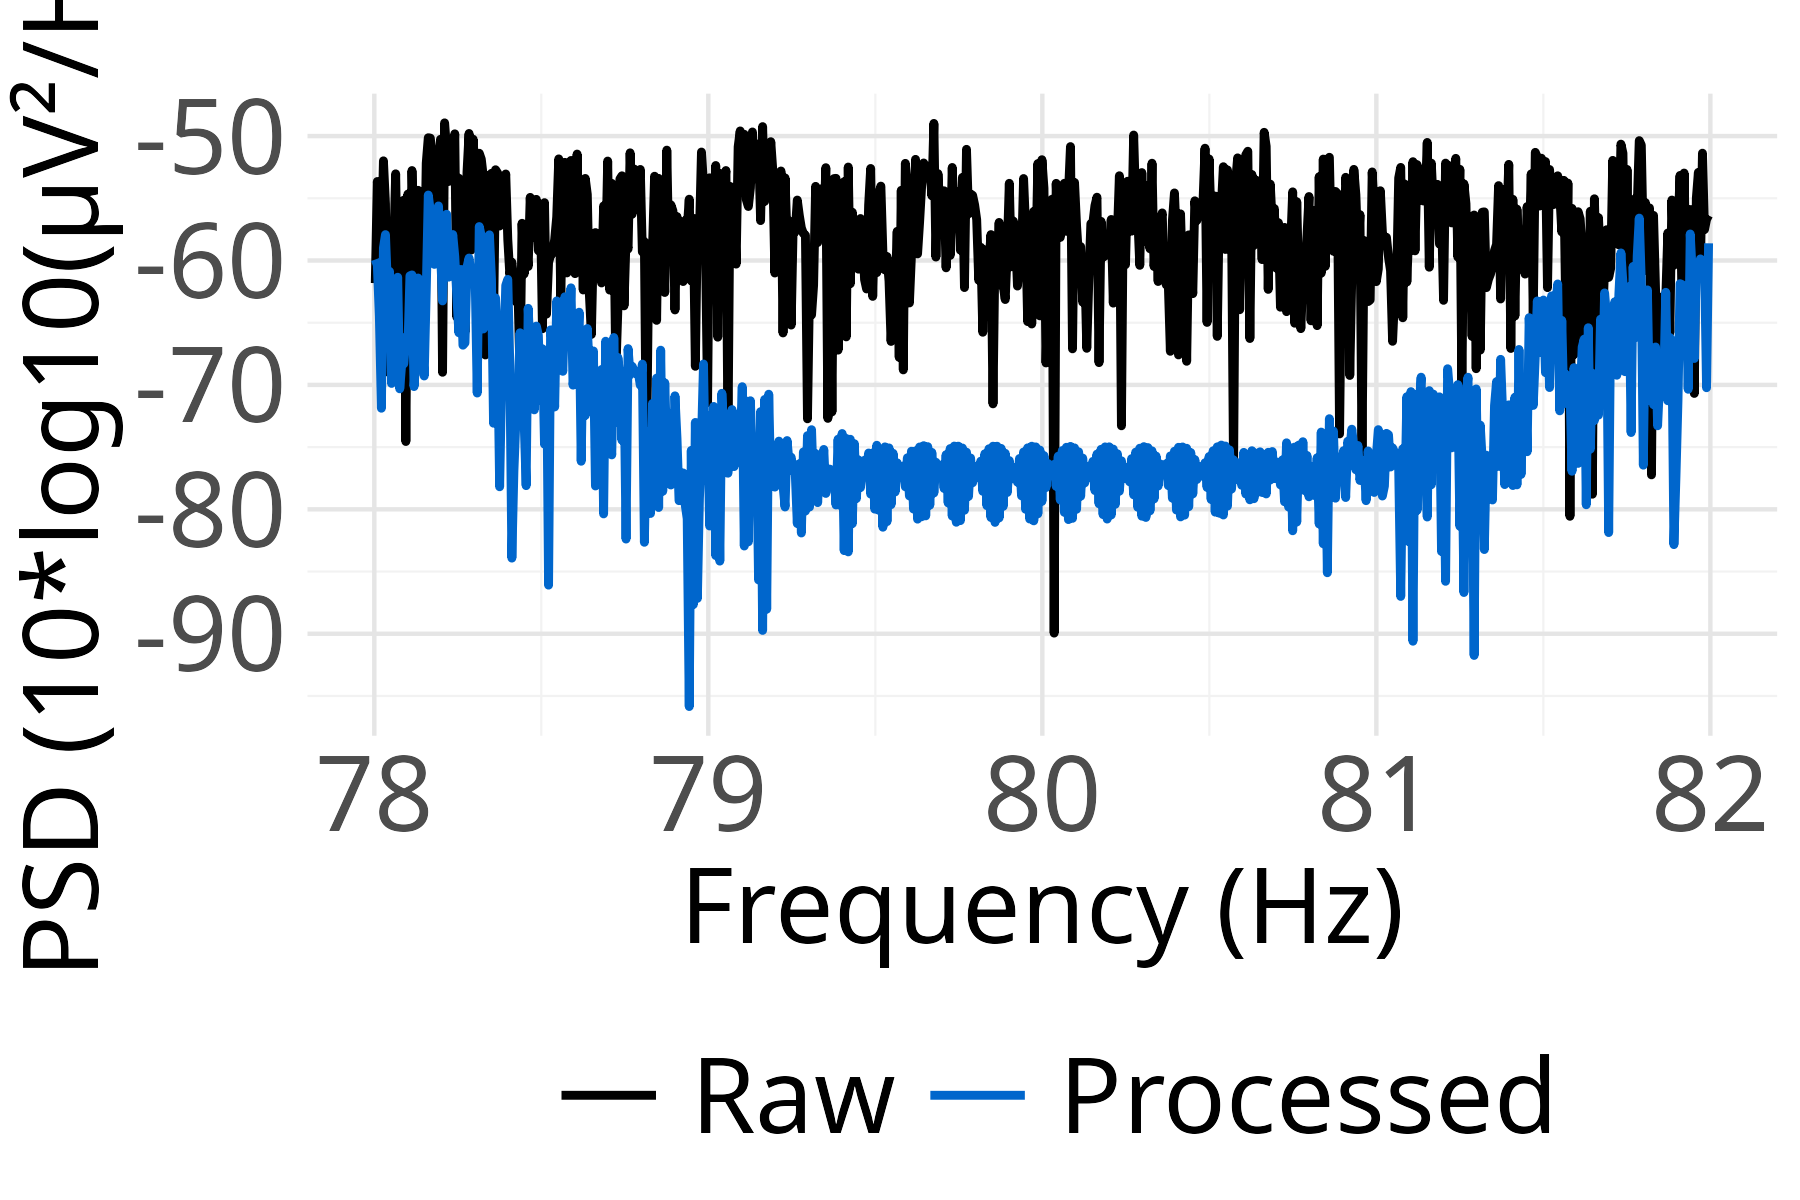 PSD (10*log10(µV²/H
-50
-60
-70
-80
-90
78 79 80 81 82
Frequency (Hz)
Raw Processed